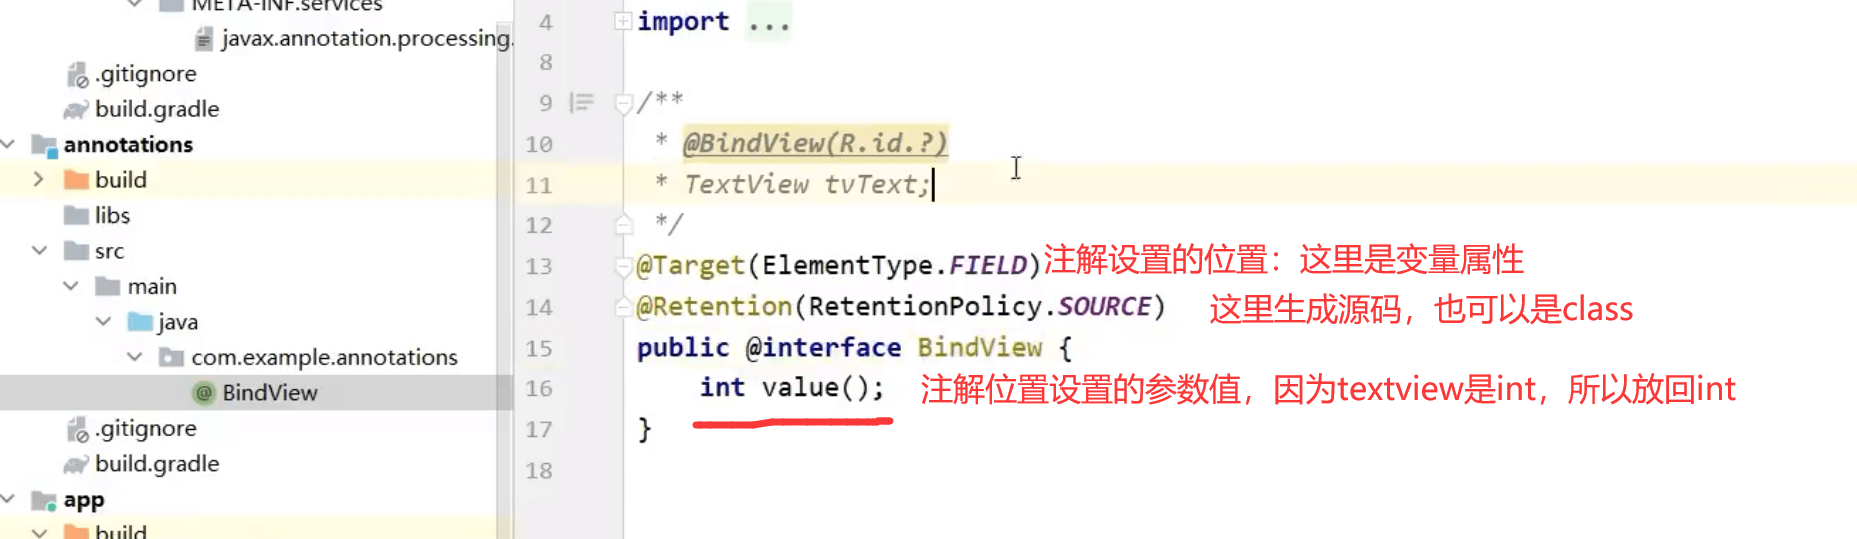 META-INF.services
javax.annotation.processing.
.gitignore
build.gradle
annotations
build
libs
src
main
java
com.example.annotations
BindView
.gitignore
build.gradle
app
build
4 import ...
8
9 /**
10 * @BindView(R.id.?)
11 * TextView tvText;
12 */
13 @Target(ElementType.FIELD) 注解设置的位置：这里是变量属性
14 @Retention(RetentionPolicy.SOURCE) 这里生成源码，也可以是class
15 public @interface BindView {
16 int value(); 注解位置设置的参数值，因为textview是int，所以放回int
17 }
18